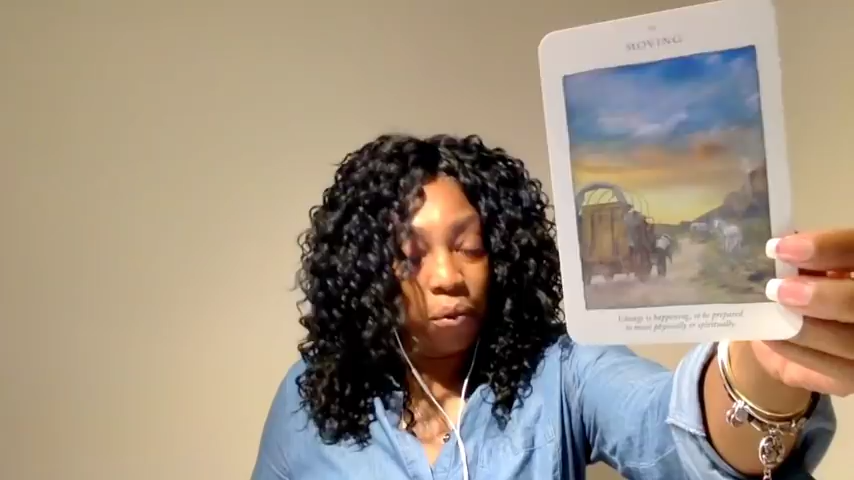 MOVING
Change is happening, so be prepared
to move physically or spiritually.